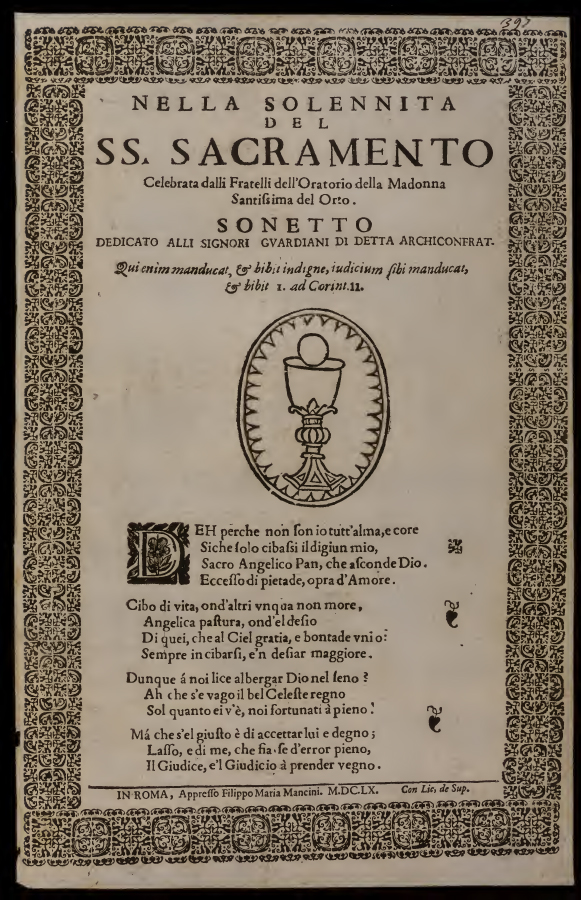 397
NELLA SOLENNITA
DEL
SS. SACRAMENTO
Celebrata dalli Fratelli dell'Oratorio della Madonna
Santiſsima del Orto.
SONETTO
DEDICATO ALLI SIGNORI GVARDIANI DI DETTA ARCHICONFRAT.
Qui enim manducat, & bibit indigne, iudicium ſibi manducat,
& bibit 1. ad Corint. 11.
DEH perche non ſon io tutt'alma, e core
Siche ſolo cibaſsi il digiun mio,
Sacro Angelico Pan, che aſconde Dio.
Ecceſſo di pietade, opra d'Amore.
Cibo di vita, ond'altri vnqua non more,
Angelica paſtura, ond'el deſio
Di quei, che al Ciel gratia, e bontade vnio:
Sempre in cibarſi, e'n deſiar maggiore.
Dunque á noi lice albergar Dio nel ſeno?
Ah che s'e vago il bel Celeſte regno
Sol quanto ei v'è, noi fortunati á pieno!
Má che s'el giuſto è di accettar lui e degno;
Laſſo, e di me, che ſia-ſe d'error pieno,
Il Giudice, e'l Giudicio à prender vegno.
IN ROMA, Appreſſo Filippo Maria Mancini. M.DC.LX. Con Lic. de Sup.